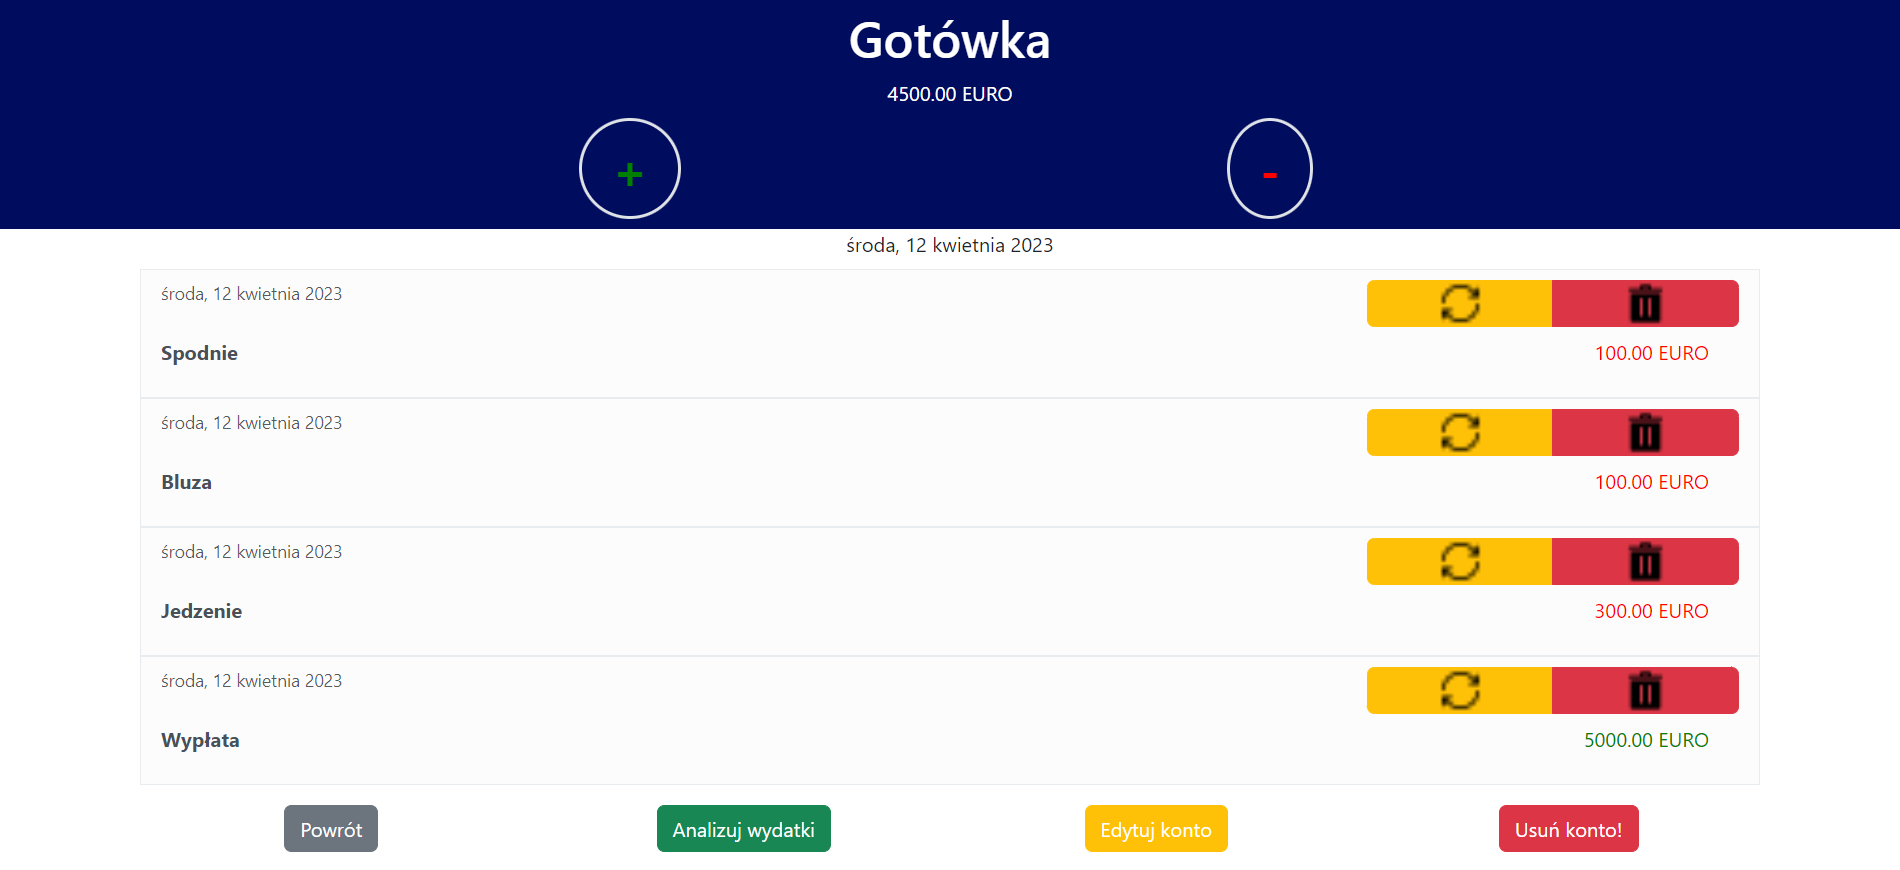 Gotówka
4500.00 EURO
+ -
środa, 12 kwietnia 2023
środa, 12 kwietnia 2023
Spodnie 100.00 EURO
środa, 12 kwietnia 2023
Bluza 100.00 EURO
środa, 12 kwietnia 2023
Jedzenie 300.00 EURO
środa, 12 kwietnia 2023
Wypłata 5000.00 EURO
Powrót Analizuj wydatki Edytuj konto Usuń konto!